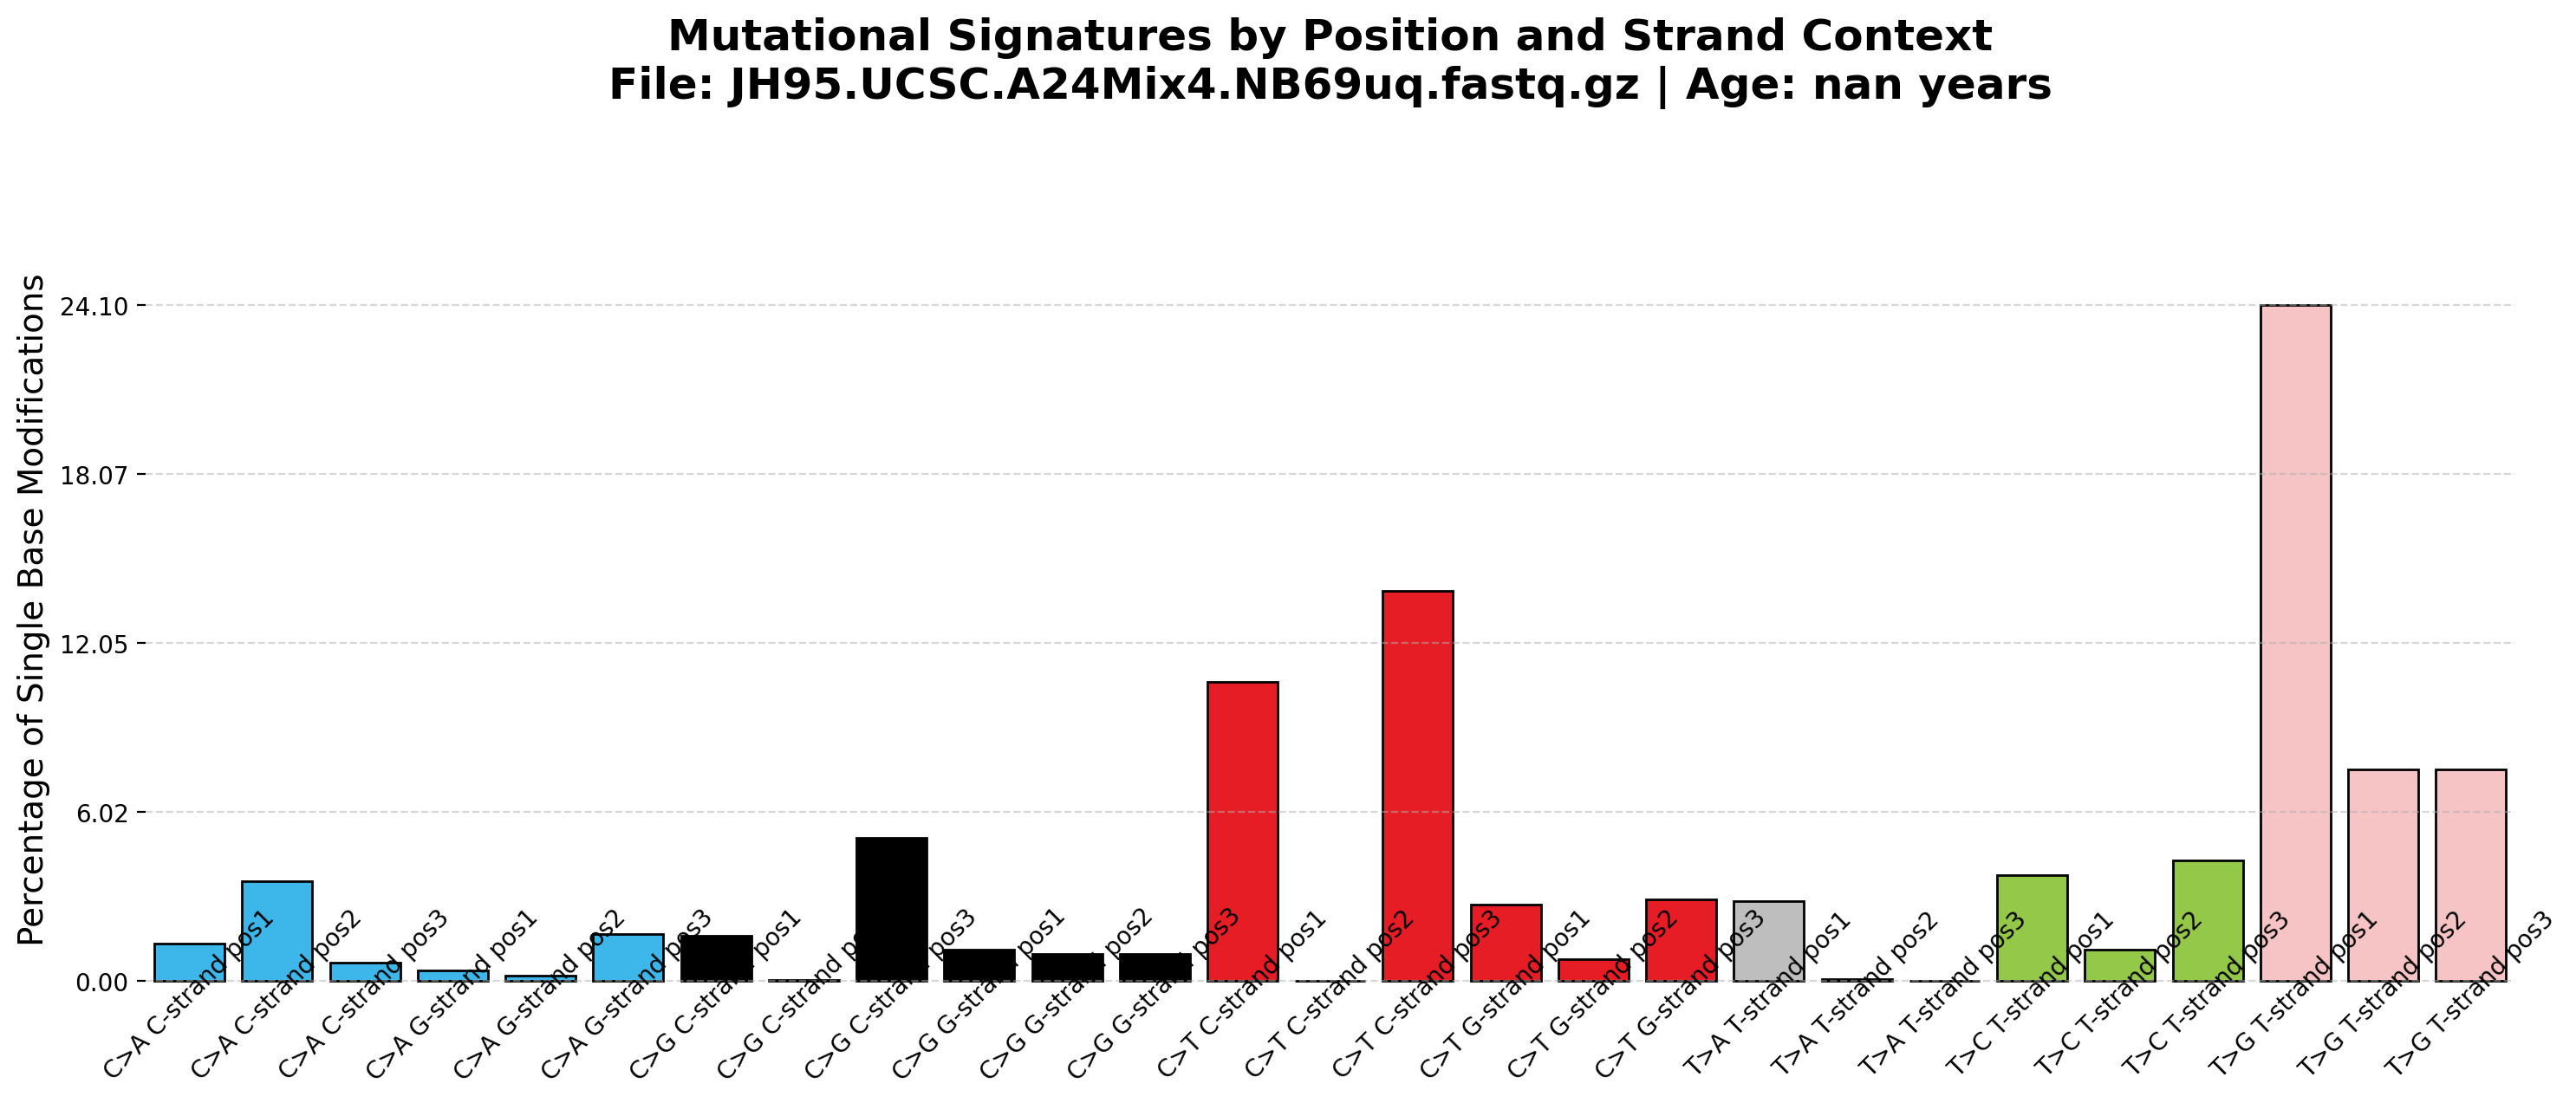 Mutational Signatures by Position and Strand Context
File: JH95.UCSC.A24Mix4.NB69uq.fastq.gz | Age: nan years
Percentage of Single Base Modifications
24.10
18.07
12.05
6.02
0.00
C>A C-strand pos1
C>A C-strand pos2
C>A C-strand pos3
C>A G-strand pos1
C>A G-strand pos2
C>A G-strand pos3
C>G C-strand pos1
C>G C-strand pos2
C>G C-strand pos3
C>G G-strand pos1
C>G G-strand pos2
C>G G-strand pos3
C>T C-strand pos1
C>T C-strand pos2
C>T C-strand pos3
C>T G-strand pos1
C>T G-strand pos2
C>T G-strand pos3
T>A T-strand pos1
T>A T-strand pos2
T>A T-strand pos3
T>C T-strand pos1
T>C T-strand pos2
T>C T-strand pos3
T>G T-strand pos1
T>G T-strand pos2
T>G T-strand pos3